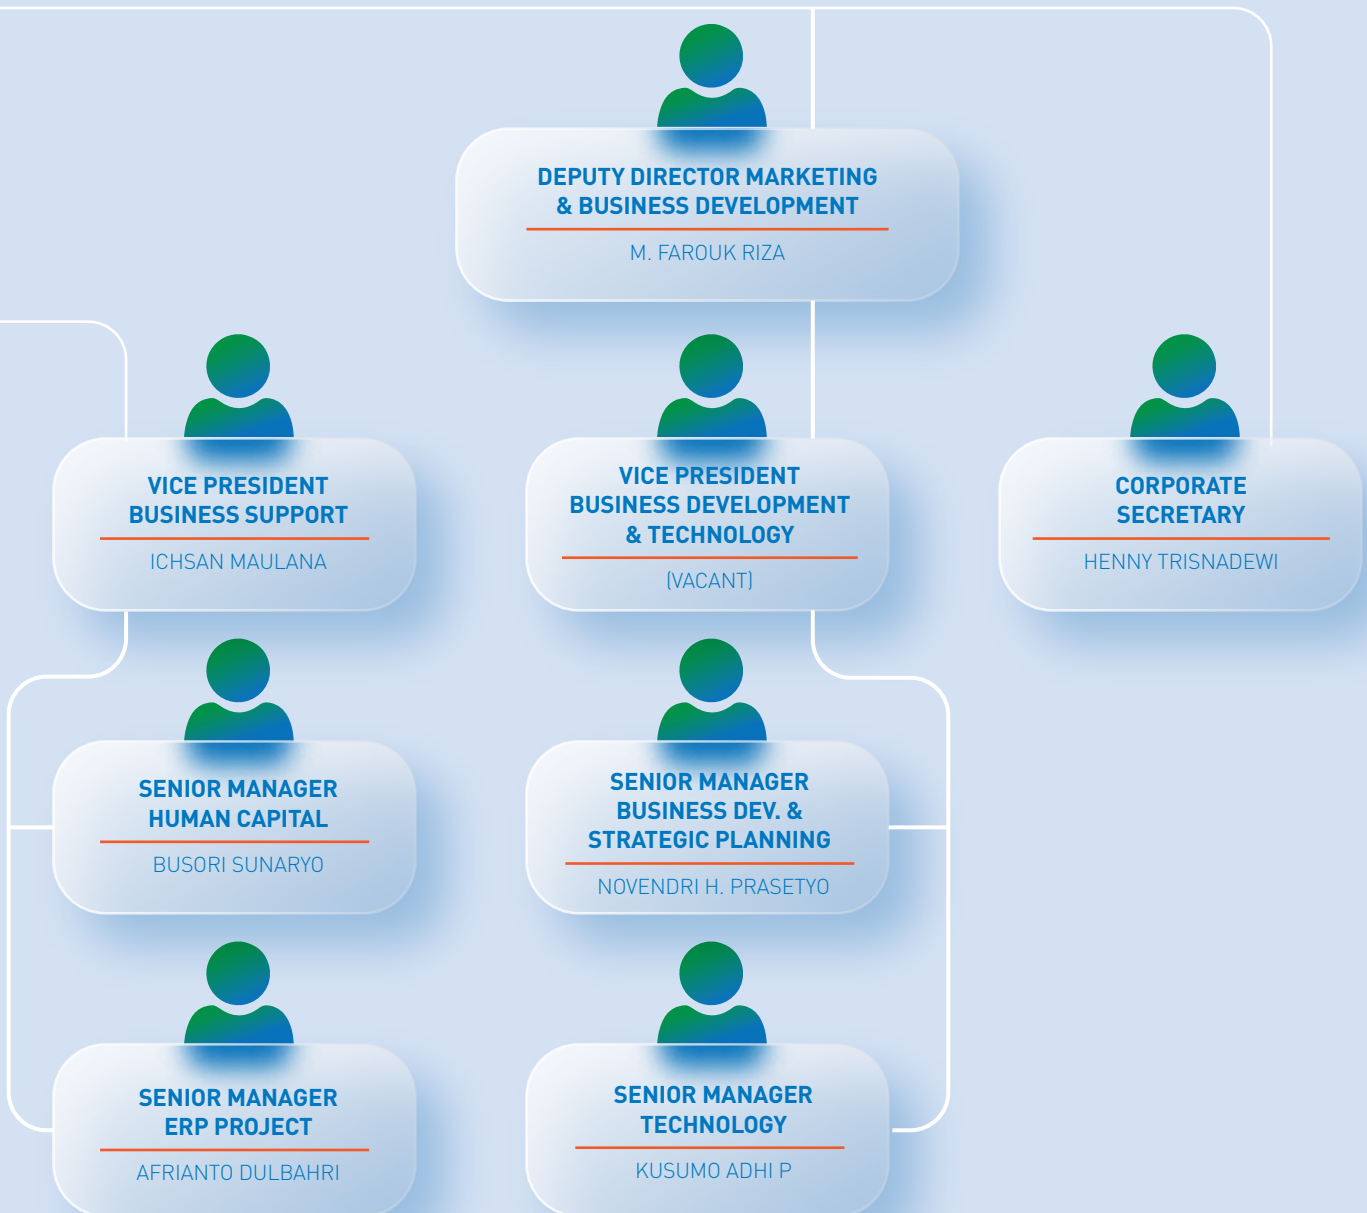 DEPUTY DIRECTOR MARKETING
& BUSINESS DEVELOPMENT
M. FAROUK RIZA
VICE PRESIDENT
BUSINESS SUPPORT
ICHSAN MAULANA
VICE PRESIDENT
BUSINESS DEVELOPMENT
& TECHNOLOGY
(VACANT)
CORPORATE
SECRETARY
HENNY TRISNADEWI
SENIOR MANAGER
HUMAN CAPITAL
BUSORI SUNARYO
SENIOR MANAGER
BUSINESS DEV. &
STRATEGIC PLANNING
NOVENDRI H. PRASETYO
SENIOR MANAGER
ERP PROJECT
AFRIANTO DULBAHRI
SENIOR MANAGER
TECHNOLOGY
KUSUMO ADHI P